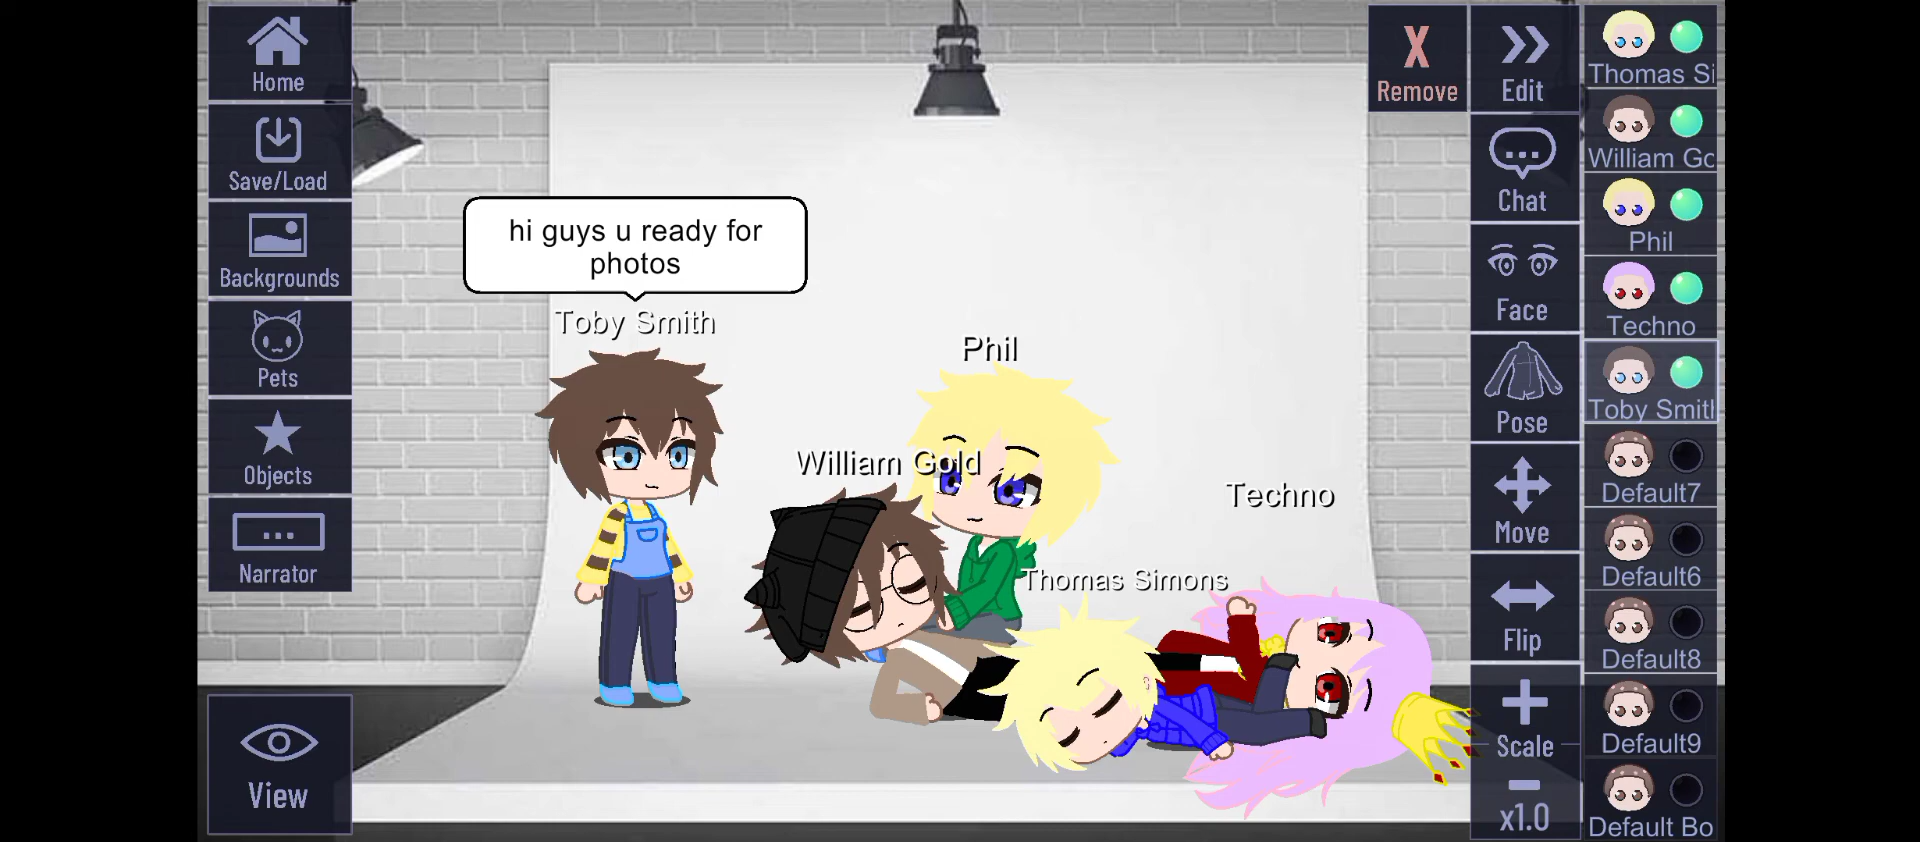 Home
Save/Load
Backgrounds
Pets
Objects
Narrator
View
hi guys u ready for
photos
Toby Smith
Phil
William Gold
Techno
Thomas Simons
X
Remove
Edit
Chat
Face
Pose
Move
Flip
Scale
x1.0
Thomas Si
William Go
Phil
Techno
Toby Smith
Default7
Default6
Default8
Default9
Default Bo